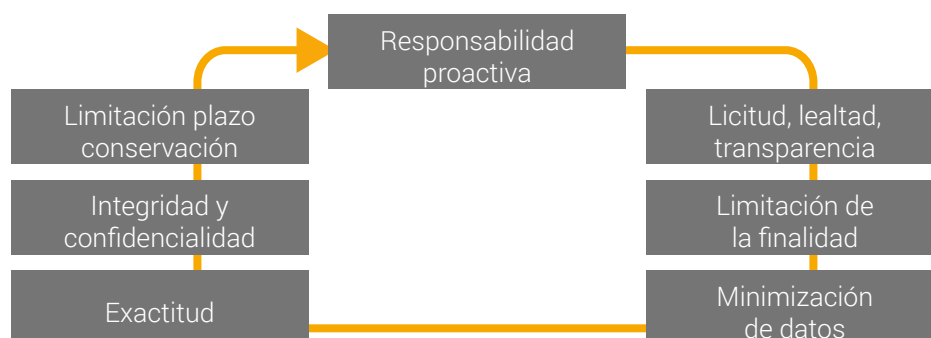 Responsabilidad
proactiva
Limitación plazo
conservación
Licitud, lealtad,
transparencia
Integridad y
confidencialidad
Limitación de
la finalidad
Exactitud
Minimización
de datos